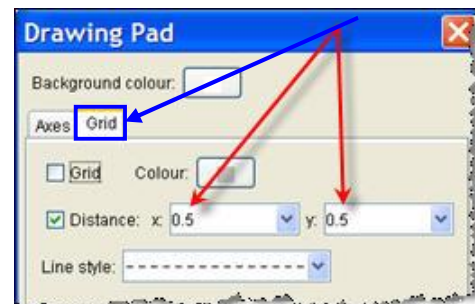 Drawing Pad
Background colour:
Axes Grid
Grid Colour:
Distance: x: 0.5 y: 0.5
Line style: